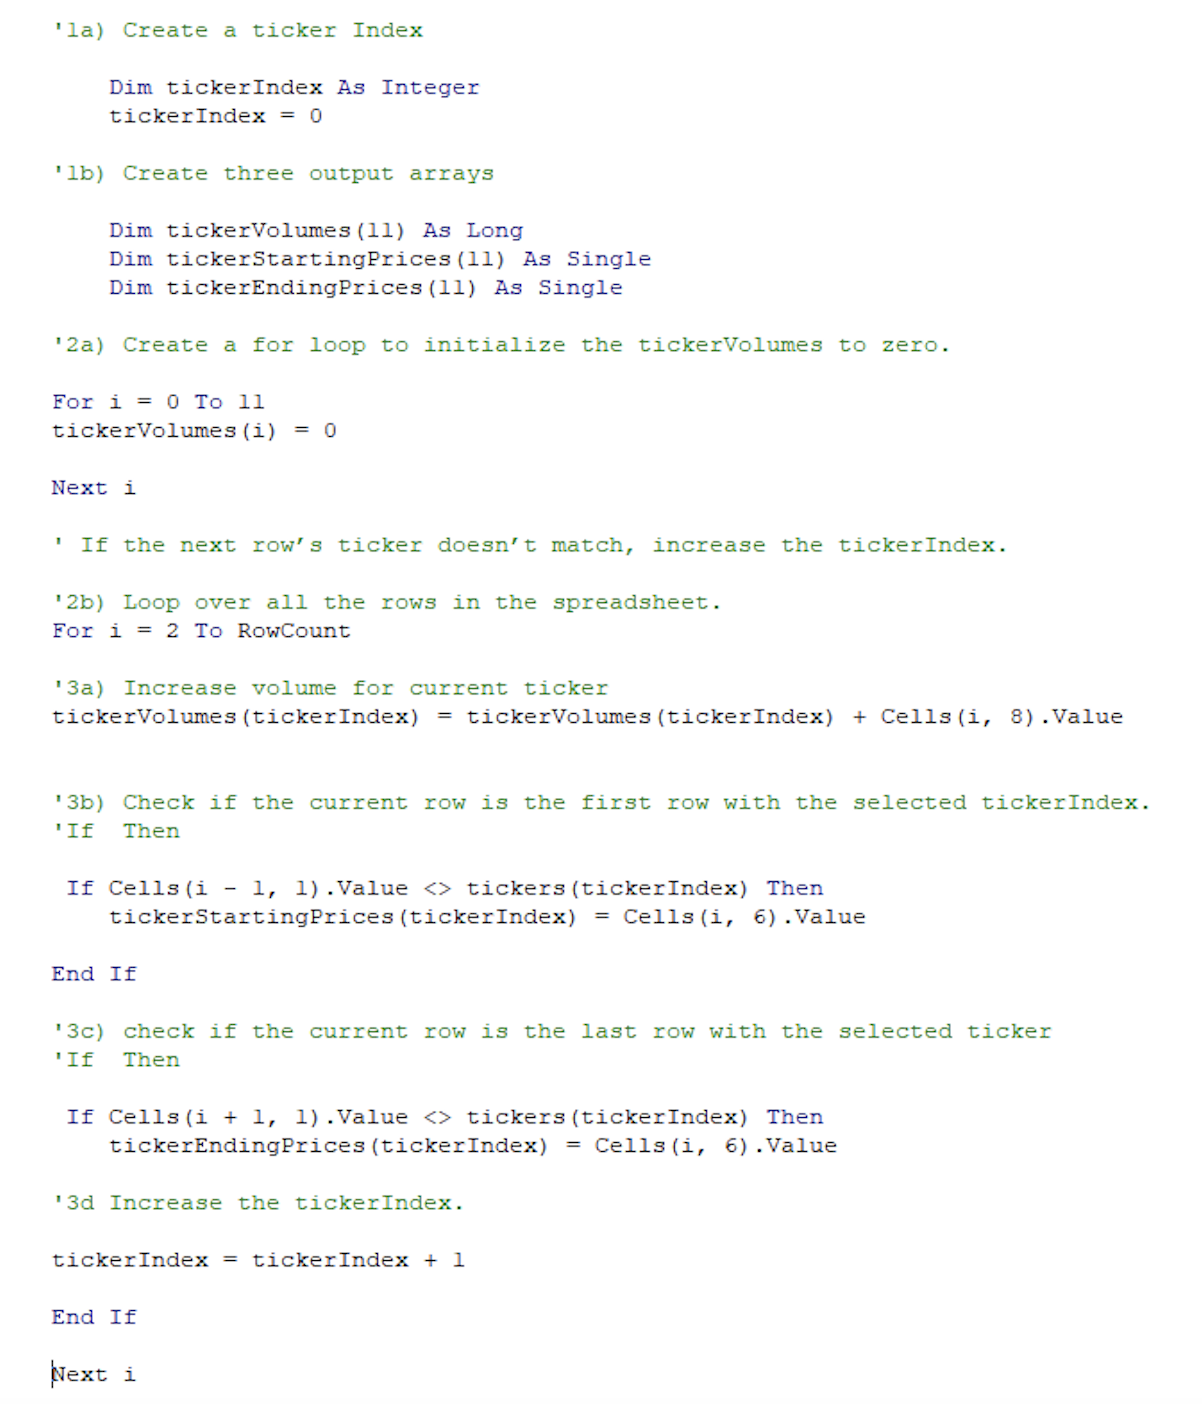 '1a) Create a ticker Index
Dim tickerIndex As Integer
tickerIndex = 0
'1b) Create three output arrays
Dim tickerVolumes(11) As Long
Dim tickerStartingPrices(11) As Single
Dim tickerEndingPrices(11) As Single
'2a) Create a for loop to initialize the tickerVolumes to zero.
For i = 0 To 11
tickerVolumes(i) = 0
Next i
' If the next row’s ticker doesn’t match, increase the tickerIndex.
'2b) Loop over all the rows in the spreadsheet.
For i = 2 To RowCount
'3a) Increase volume for current ticker
tickerVolumes(tickerIndex) = tickerVolumes(tickerIndex) + Cells(i, 8).Value
'3b) Check if the current row is the first row with the selected tickerIndex.
'If  Then
If Cells(i - 1, 1).Value <> tickers(tickerIndex) Then
tickerStartingPrices(tickerIndex) = Cells(i, 6).Value
End If
'3c) check if the current row is the last row with the selected ticker
'If  Then
If Cells(i + 1, 1).Value <> tickers(tickerIndex) Then
tickerEndingPrices(tickerIndex) = Cells(i, 6).Value
'3d Increase the tickerIndex.
tickerIndex = tickerIndex + 1
End If
Next i